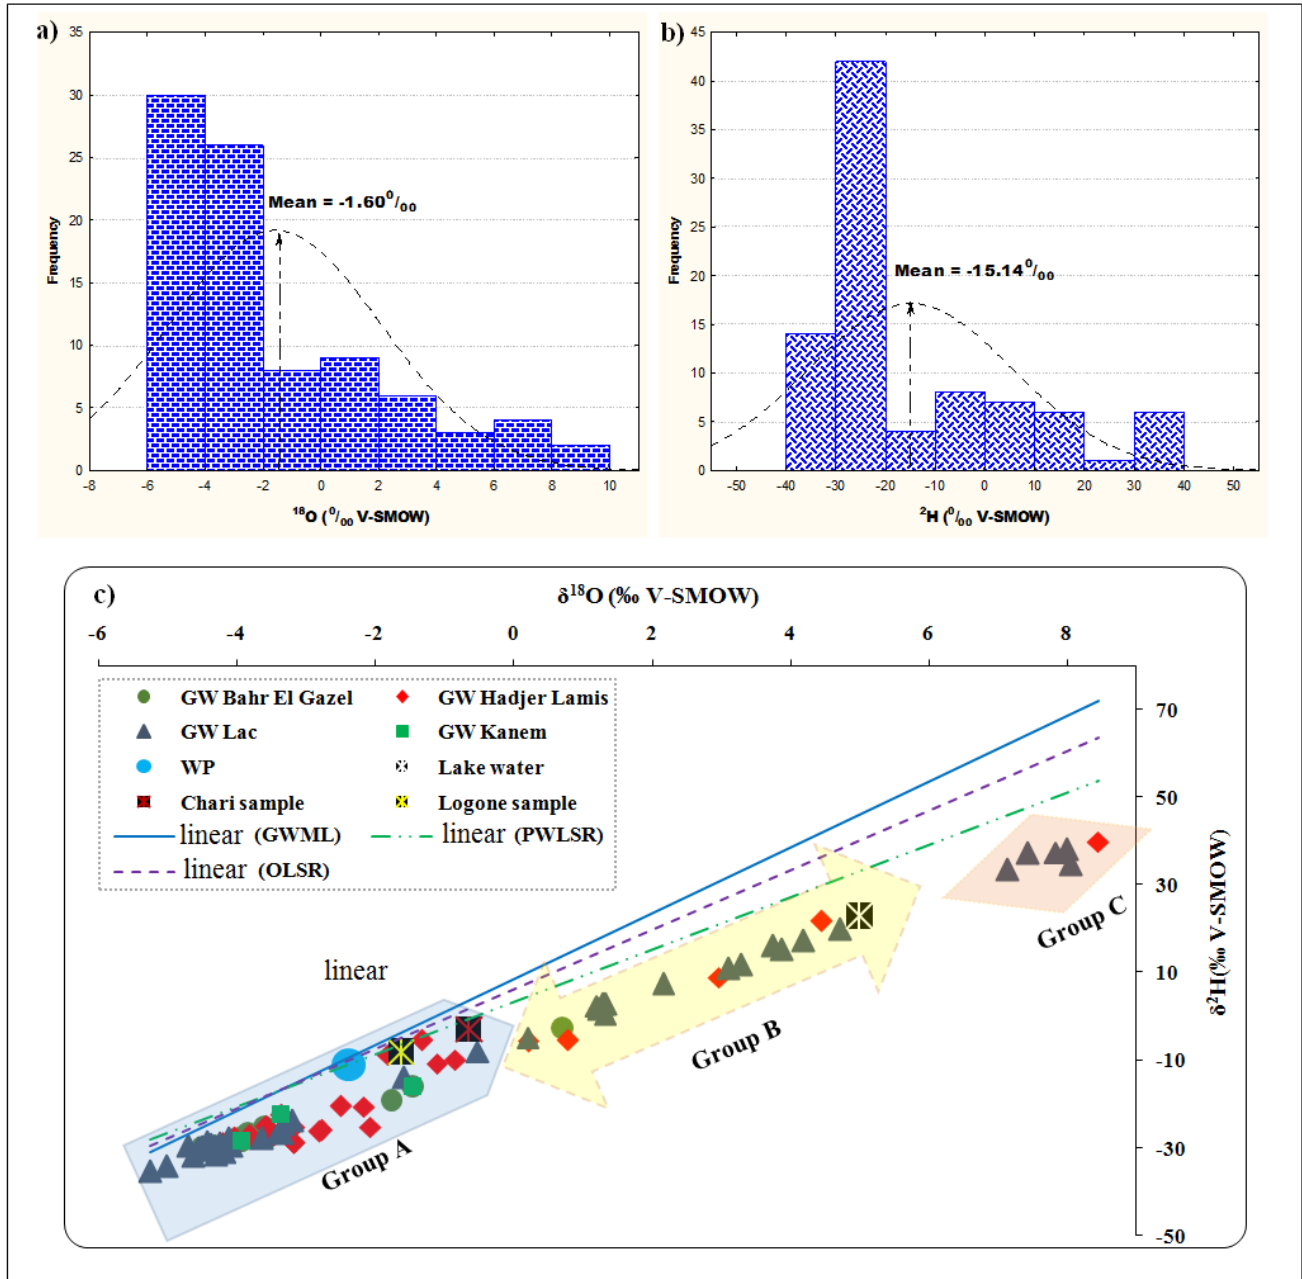 a)
35
30
25
20
15
10
5
0
Frequency
Mean = -1.60⁰/₀₀
-8 -6 -4 -2 0 2 4 6 8 10 11
¹⁸O (⁰/₀₀ V-SMOW)
b)
45
40
35
30
25
20
15
10
5
0
Frequency
Mean = -15.14⁰/₀₀
-50 -40 -30 -20 -10 0 10 20 30 40 50
²H (⁰/₀₀ V-SMOW)
c)
δ¹⁸O (‰ V-SMOW)
-6 -4 -2 0 2 4 6 8
GW Bahr El Gazel GW Hadjer Lamis
GW Lac GW Kanem
WP Lake water
Chari sample Logone sample
linear (GWML) linear (PWLSR)
linear (OLSR)
70
50
30
10
-10
-30
-50
δ²H(‰ V-SMOW)
Group C
linear
Group B
Group A